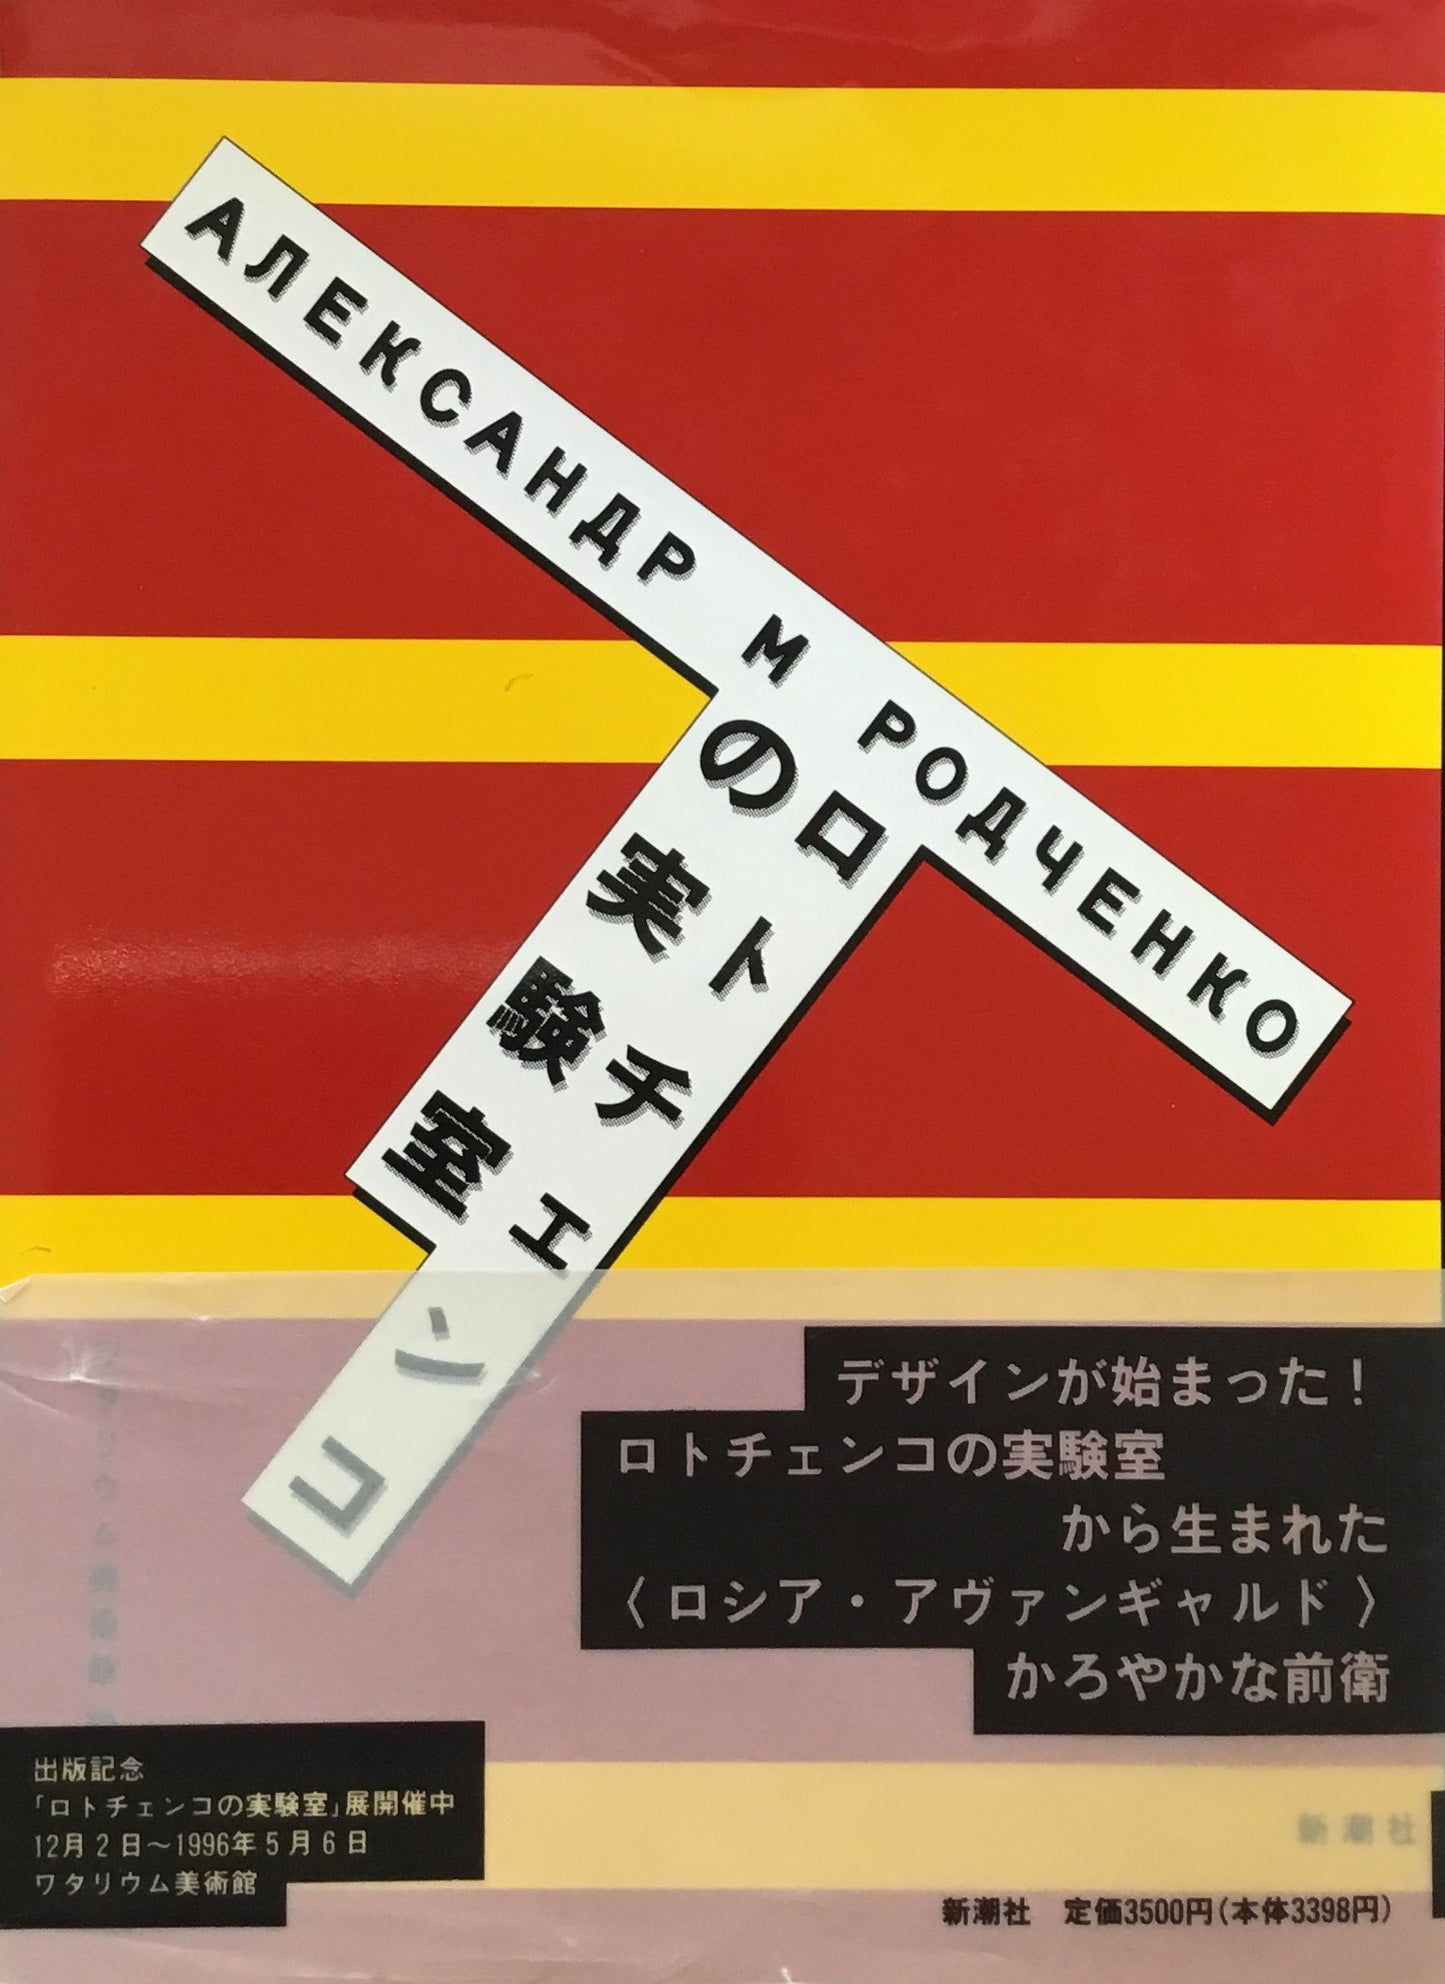 АЛЕКСАНДР М РОДЧЕНКО
ロトチェンコ
の実験室
デザインが始まった!
ロトチェンコの実験室
から生まれた
〈ロシア・アヴァンギャルド〉
かろやかな前衛
出版記念
「ロトチェンコの実験室」展開催中
12月2日〜1996年5月6日
ワタリウム美術館
新潮社
新潮社 定価3500円(本体3398円)